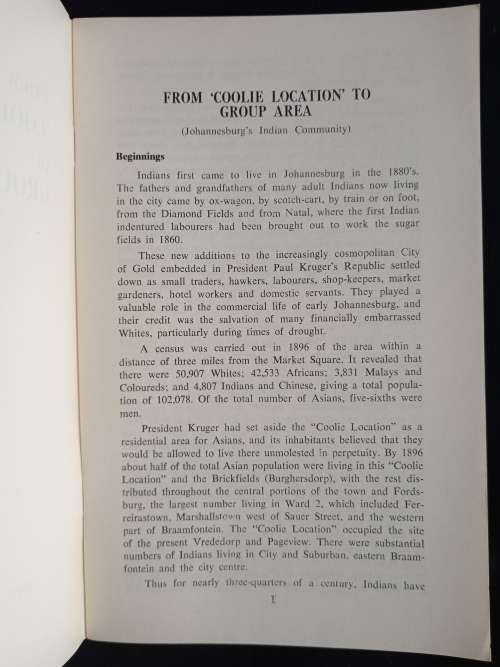 FROM 'COOLIE LOCATION' TO
GROUP AREA
(Johannesburg's Indian Community)
Beginnings
Indians first came to live in Johannesburg in the 1880's.
The fathers and grandfathers of many adult Indians now living
in the city came by ox-wagon, by scotch-cart, by train or on foot,
from the Diamond Fields and from Natal, where the first Indian
indentured labourers had been brought out to work the sugar
fields in 1860.
These new additions to the increasingly cosmopolitan City
of Gold embedded in President Paul Kruger's Republic settled
down as small traders, hawkers, labourers, shop-keepers, market
gardeners, hotel workers and domestic servants. They played a
valuable role in the commercial life of early Johannesburg, and
their credit was the salvation of many financially embarrassed
Whites, particularly during times of drought.
A census was carried out in 1896 of the area within a
distance of three miles from the Market Square. It revealed that
there were 50,907 Whites; 42,533 Africans; 3,831 Malays and
Coloureds; and 4,807 Indians and Chinese, giving a total popula-
tion of 102,078. Of the total number of Asians, five-sixths were
men.
President Kruger had set aside the "Coolie Location" as a
residential area for Asians, and its inhabitants believed that they
would be allowed to live there unmolested in perpetuity. By 1896
about half of the total Asian population were living in this "Coolie
Location" and the Brickfields (Burghersdorp), with the rest dis-
tributed throughout the central portions of the town and Fords-
burg, the largest number living in Ward 2, which included Fer-
reirastown, Marshallstown west of Sauer Street, and the western
part of Braamfontein. The "Coolie Location" occupied the site
of the present Vrededorp and Pageview. There were substantial
numbers of Indians living in City and Suburban, eastern Braam-
fontein and the city centre.
Thus for nearly three-quarters of a century, Indians have
1